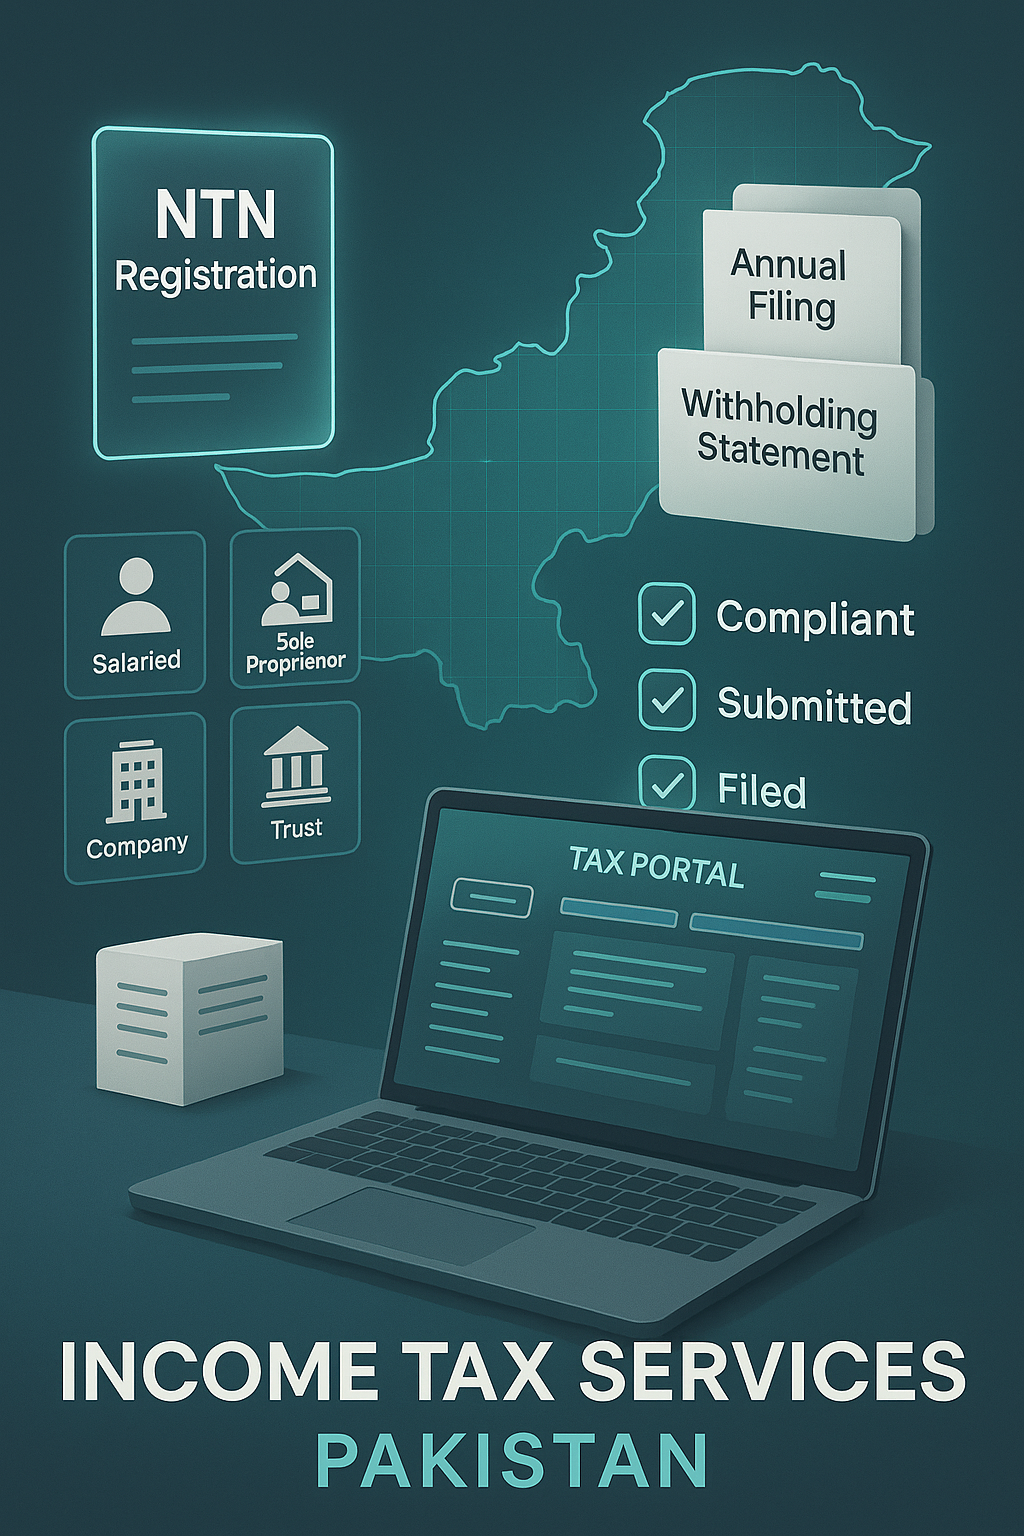 NTN
Registration
Annual
Filing
Withholding
Statement
Salaried
5ole
Proprienor
Company
Trust
Compliant
Submitted
Filed
TAX PORTAL
INCOME TAX SERVICES
PAKISTAN